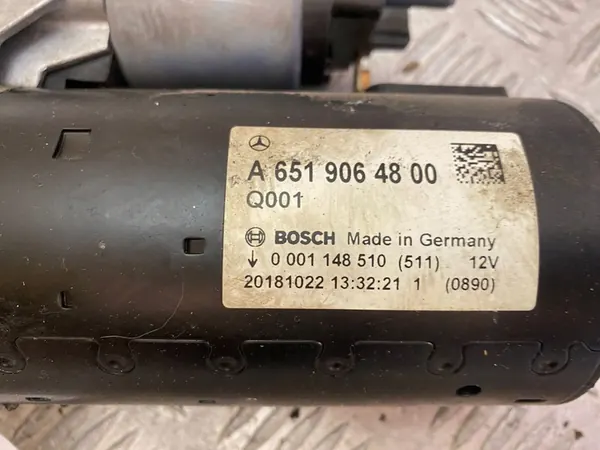 A 651 906 48 00
Q001
BOSCH Made in Germany
0 001 148 510 (511) 12V
20181022 13:32:21 1 (0890)